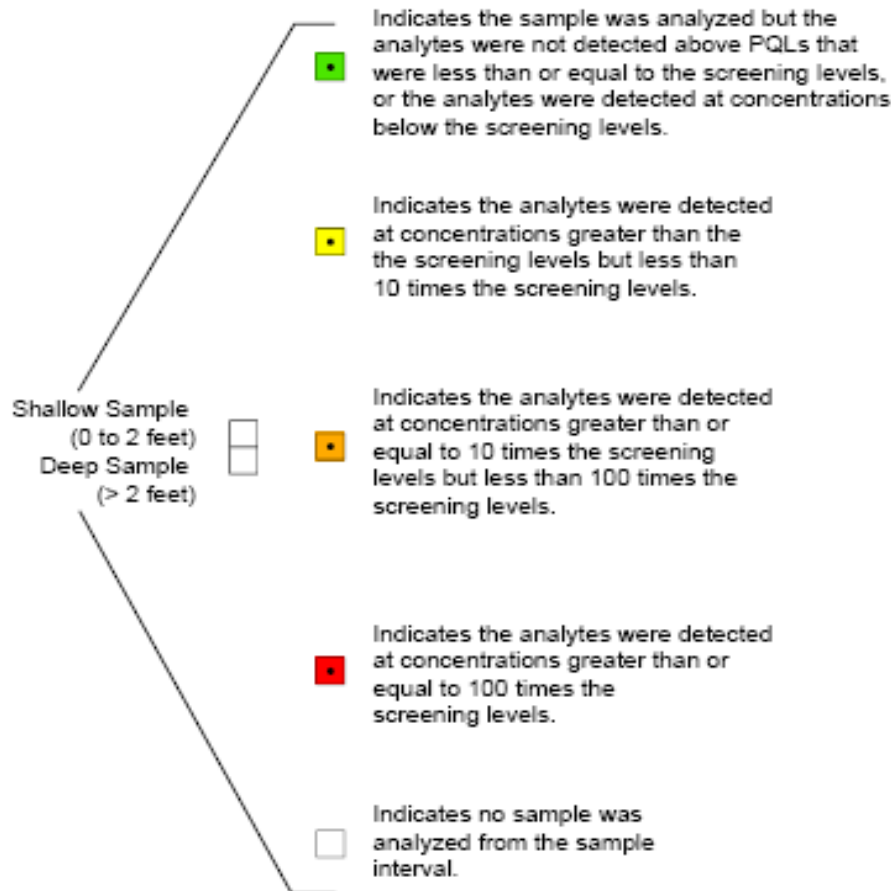 Indicates the sample was analyzed but the
analytes were not detected above PQLs that
were less than or equal to the screening levels,
or the analytes were detected at concentrations
below the screening levels.
Indicates the analytes were detected
at concentrations greater than the
the screening levels but less than
10 times the screening levels.
Shallow Sample
(0 to 2 feet)
Deep Sample
(> 2 feet)
Indicates the analytes were detected
at concentrations greater than or
equal to 10 times the screening
levels but less than 100 times the
screening levels.
Indicates the analytes were detected
at concentrations greater than or
equal to 100 times the
screening levels.
Indicates no sample was
analyzed from the sample
interval.